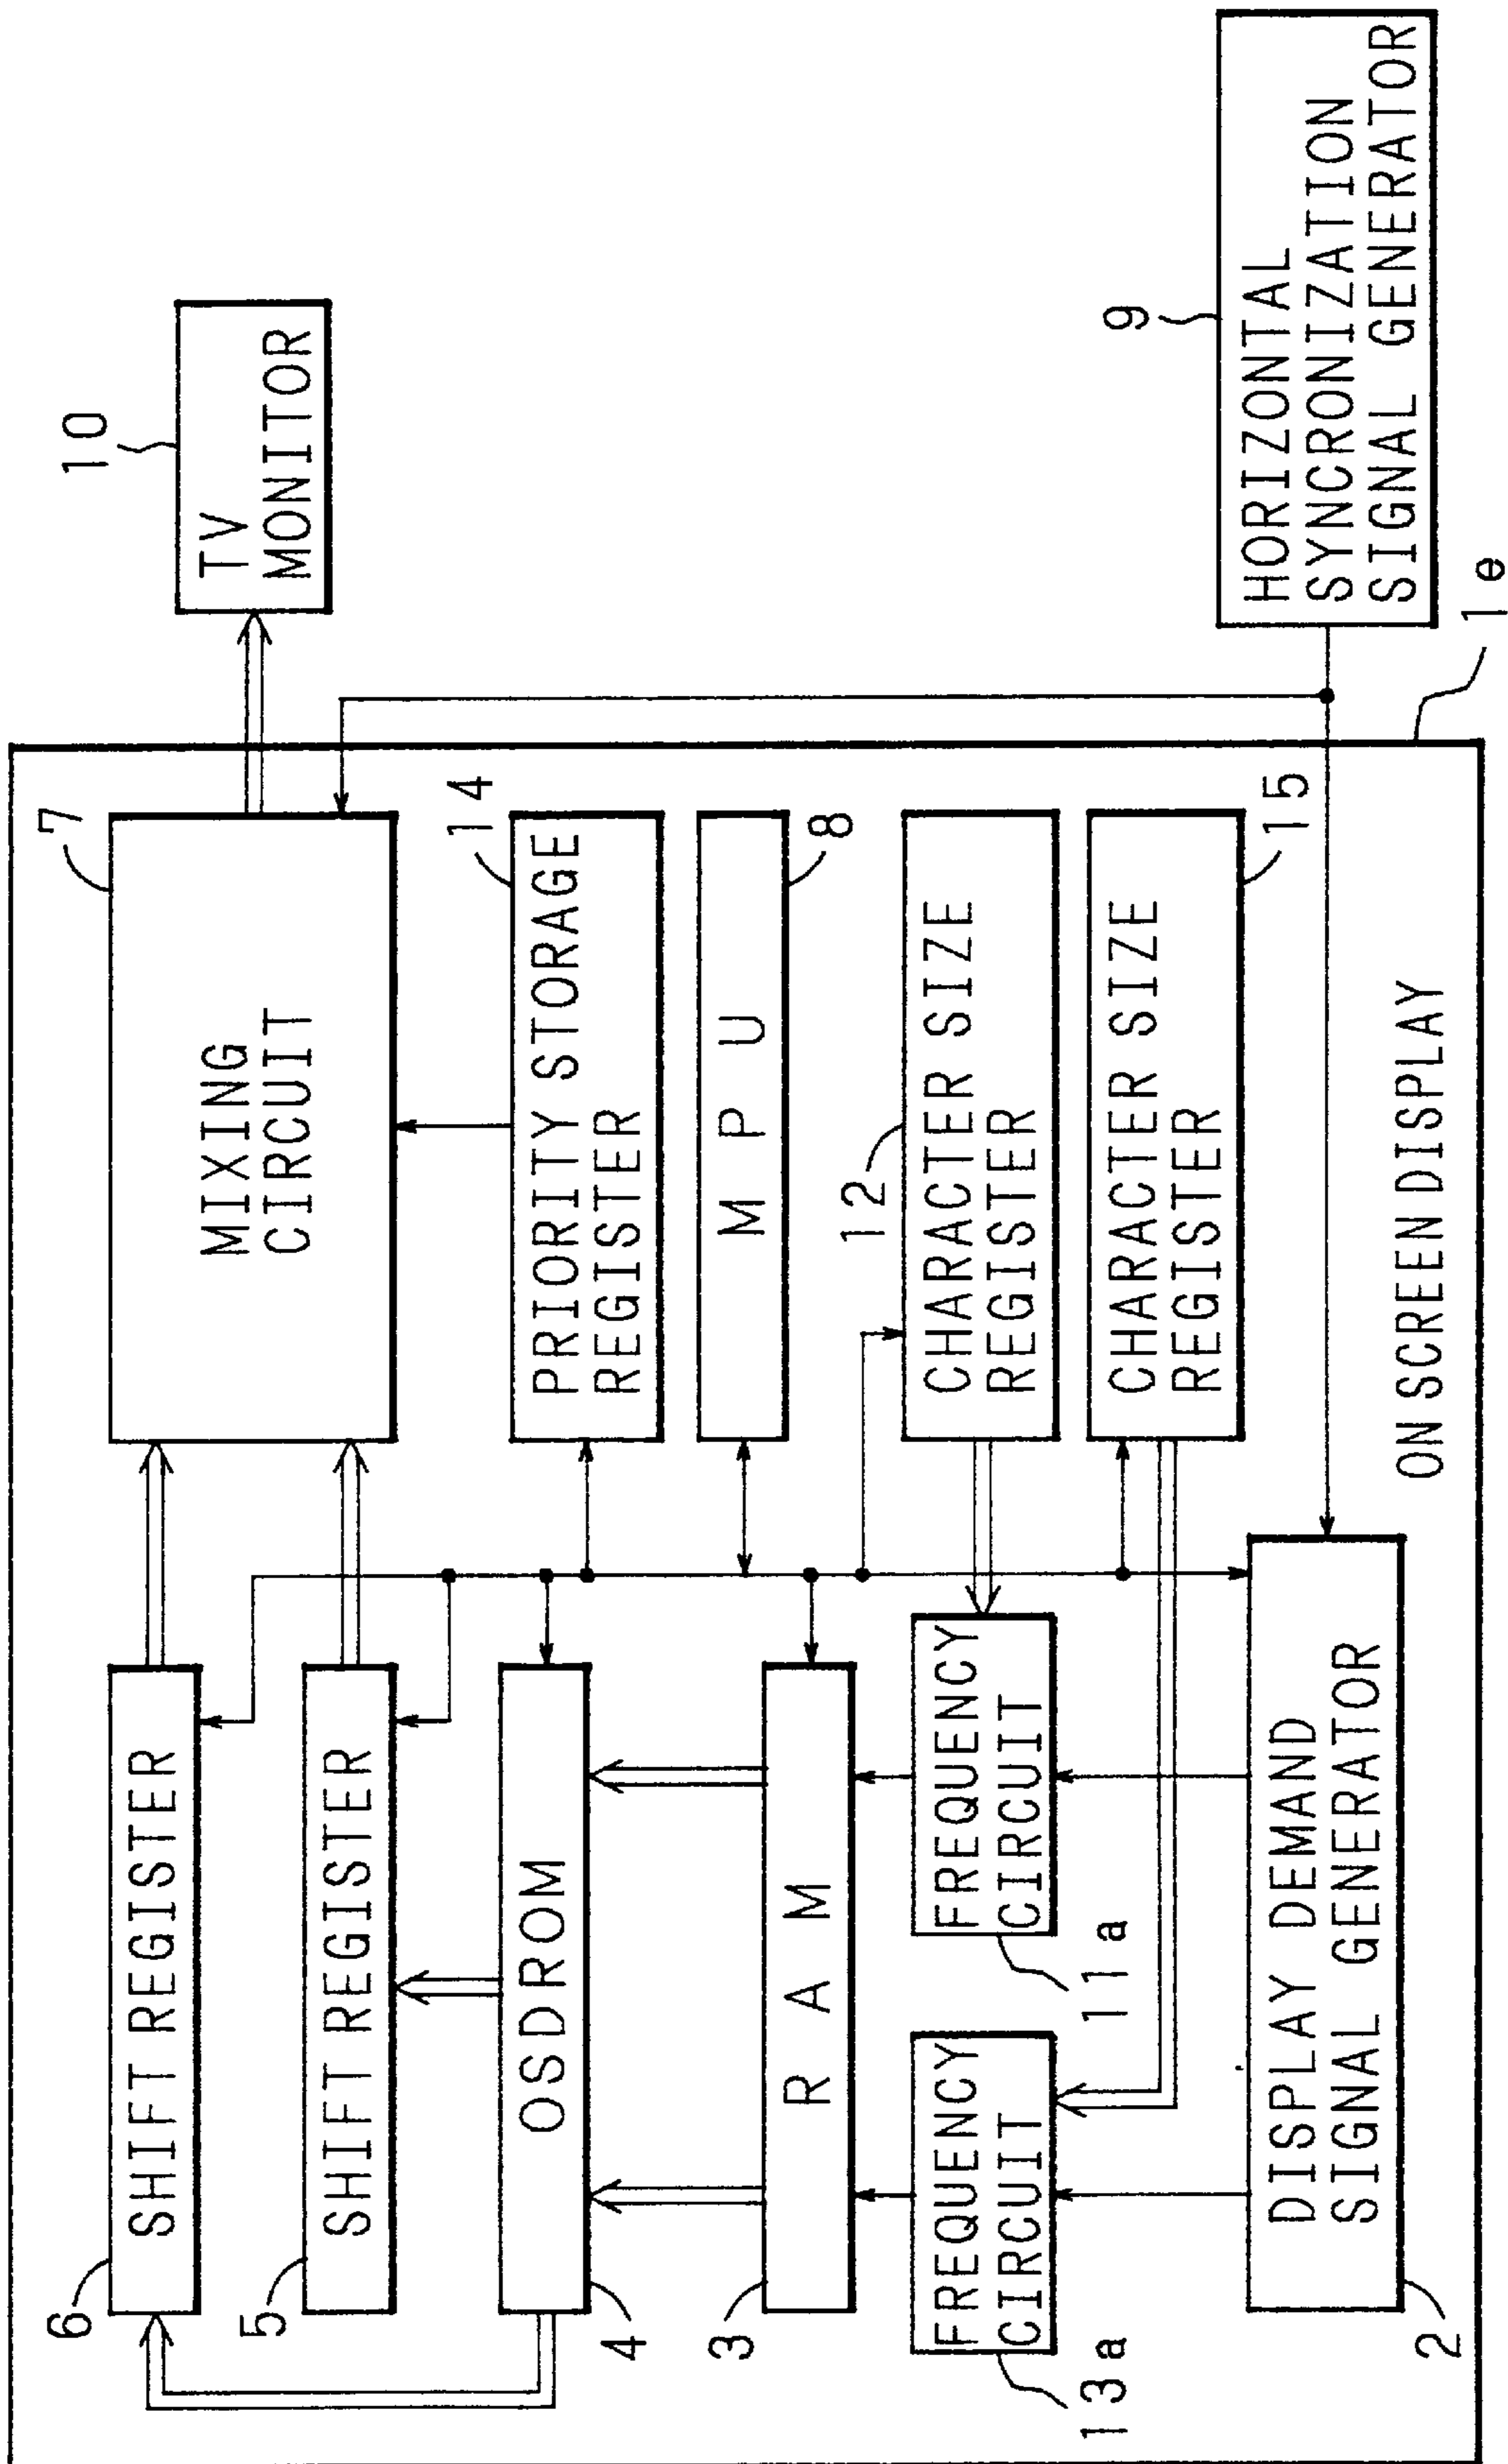 6
SHIFT REGISTER
5
SHIFT REGISTER
4
OSDROM
3
R A M
13a
FREQUENCY
CIRCUIT
11a
FREQUENCY
CIRCUIT
2
DISPLAY DEMAND
SIGNAL GENERATOR
7
MIXING
CIRCUIT
14
PRIORITY STORAGE
REGISTER
8
M P U
12
CHARACTER SIZE
REGISTER
15
CHARACTER SIZE
REGISTER
ON SCREEN DISPLAY
1e
10
TV
MONITOR
9
HORIZONTAL
SYNCRONIZATION
SIGNAL GENERATOR